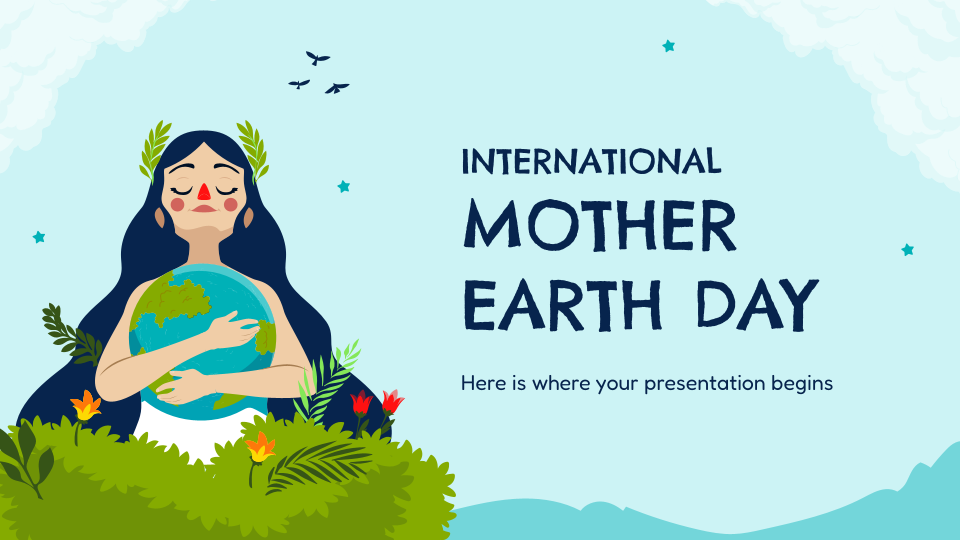 INTERNATIONAL
MOTHER
EARTH DAY
Here is where your presentation begins